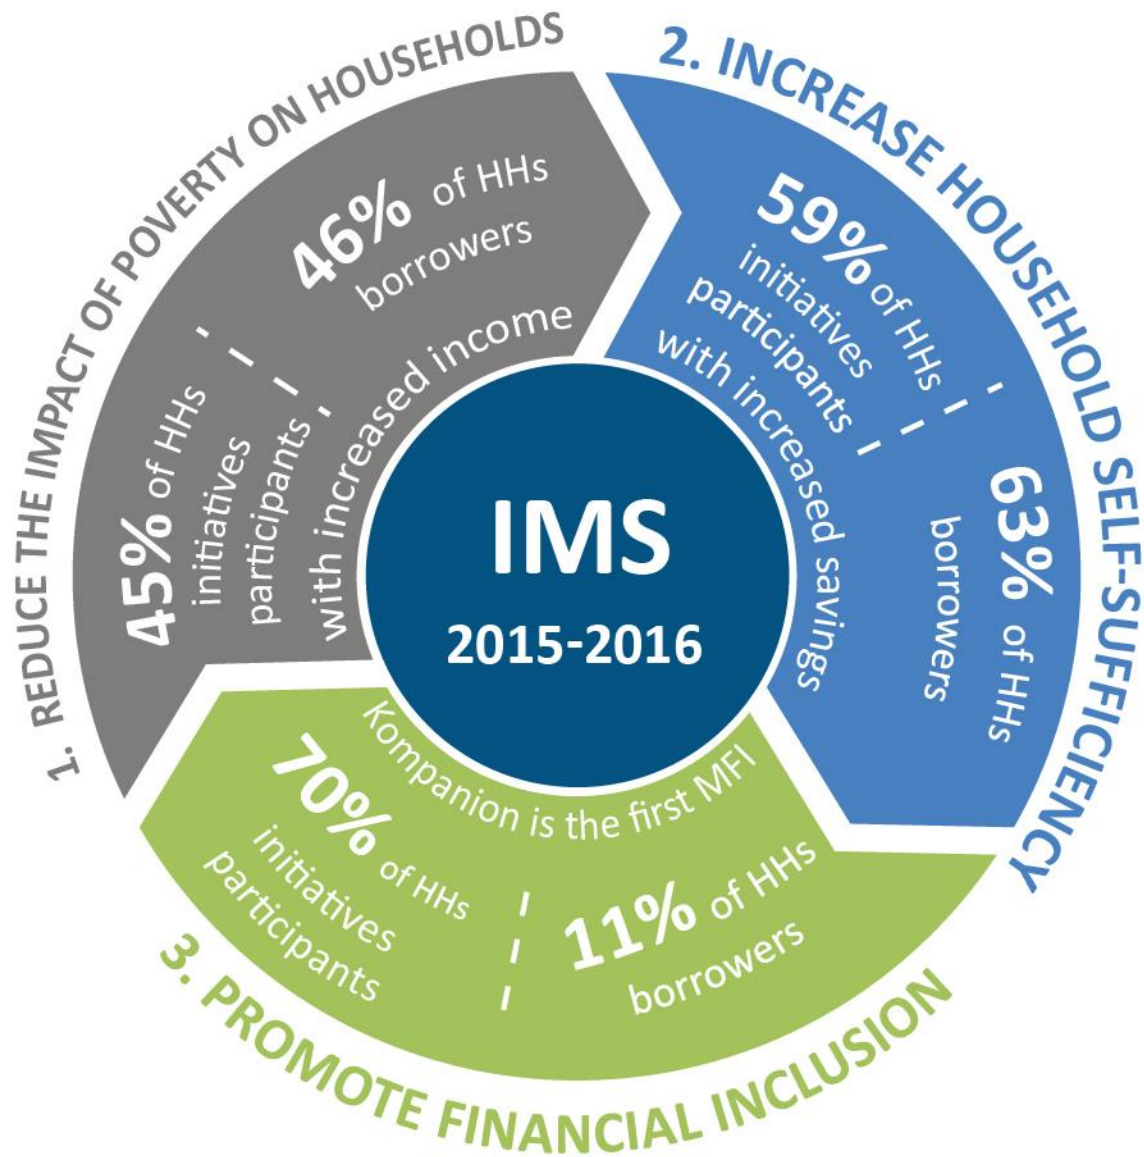 1. REDUCE THE IMPACT OF POVERTY ON HOUSEHOLDS
45% of HHs
initiatives
participants
46% of HHs
borrowers
with increased income
2. INCREASE HOUSEHOLD SELF-SUFFICIENCY
59% of HHs
initiatives
participants
63% of HHs
borrowers
with increased savings
3. PROMOTE FINANCIAL INCLUSION
Kompanion is the first MFI
70% of HHs
initiatives
participants
11% of HHs
borrowers
IMS
2015-2016